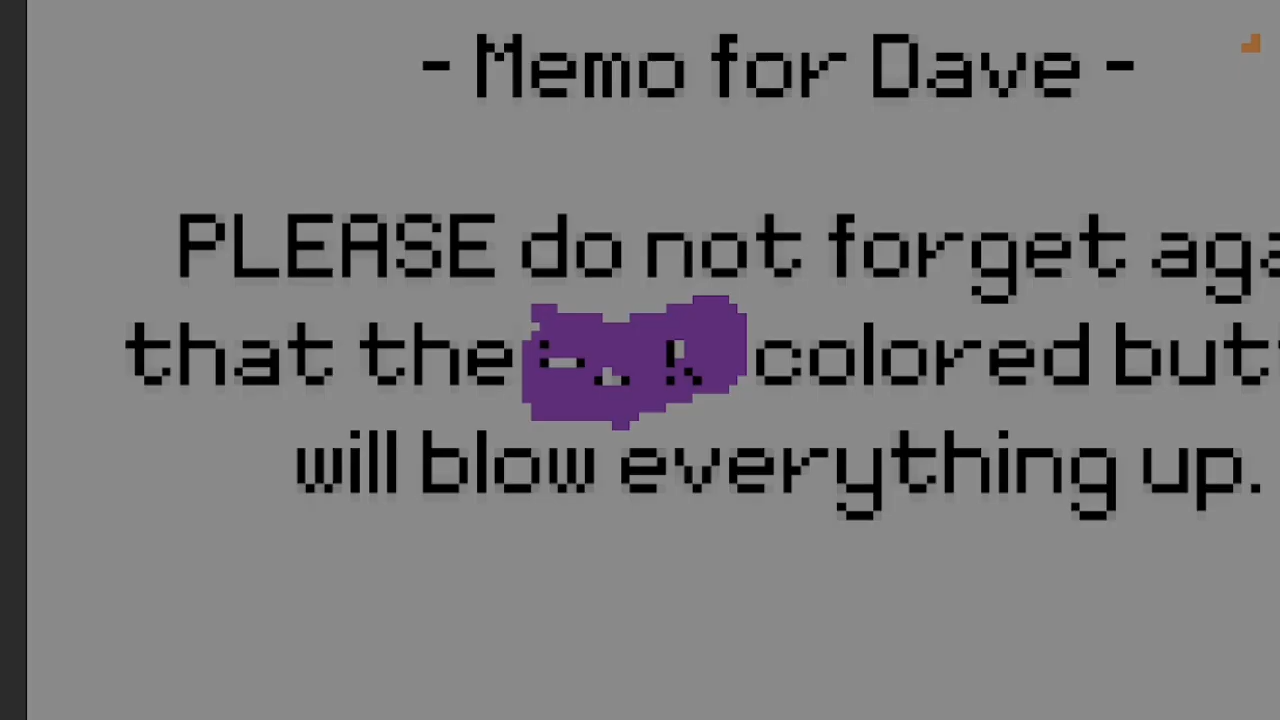 - Memo for Dave -
PLEASE do not forget aga
that the colored but
will blow everything up.